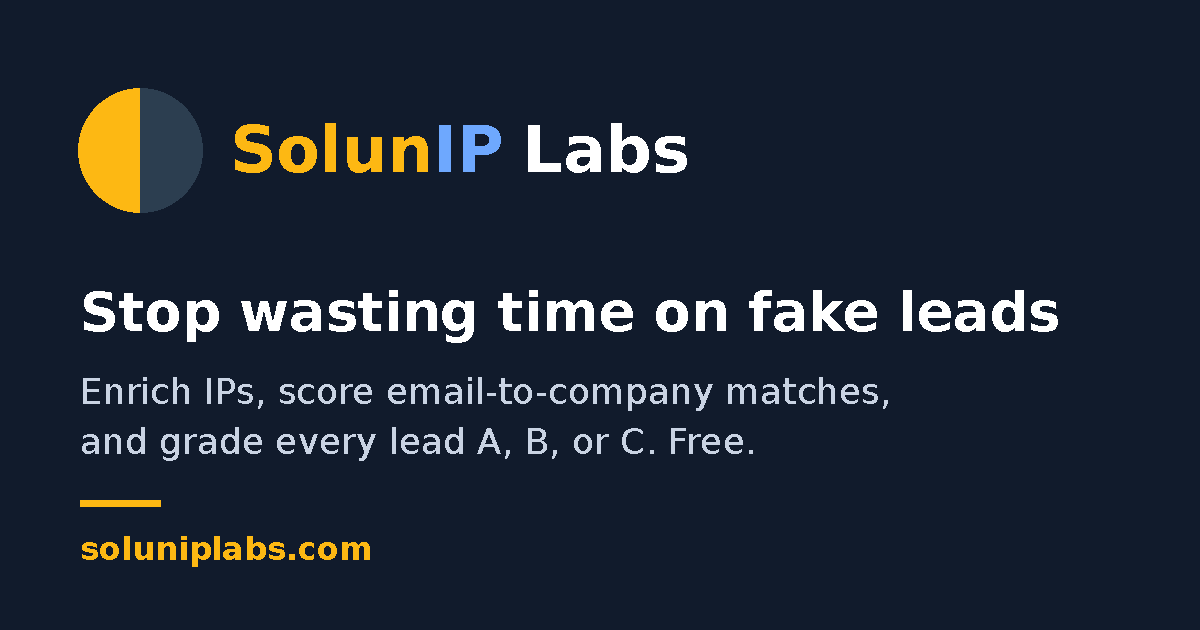 SolunIP Labs
Stop wasting time on fake leads
Enrich IPs, score email-to-company matches,
and grade every lead A, B, or C. Free.
soluniplabs.com